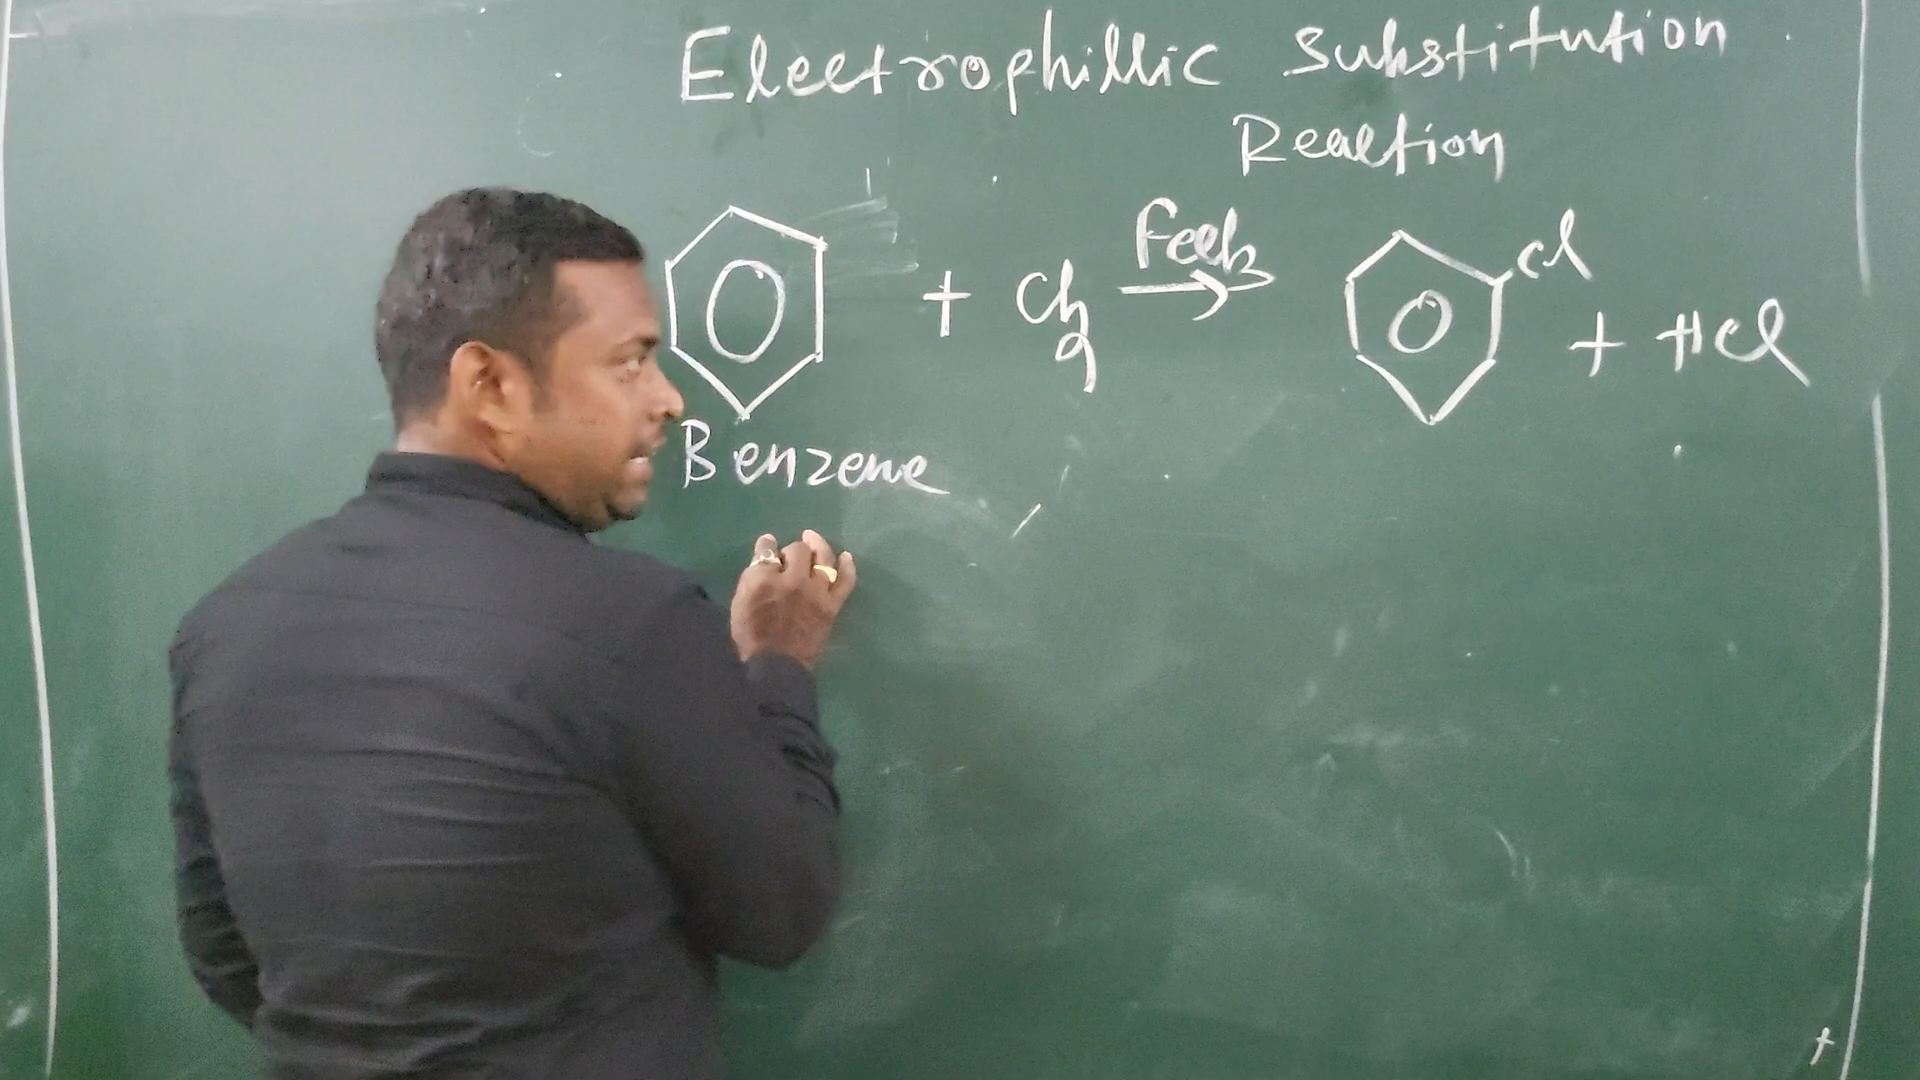 Electrophillic Substitution
Reaction
+ Cl2 FeCl3 → Cl + HCl
Benzene